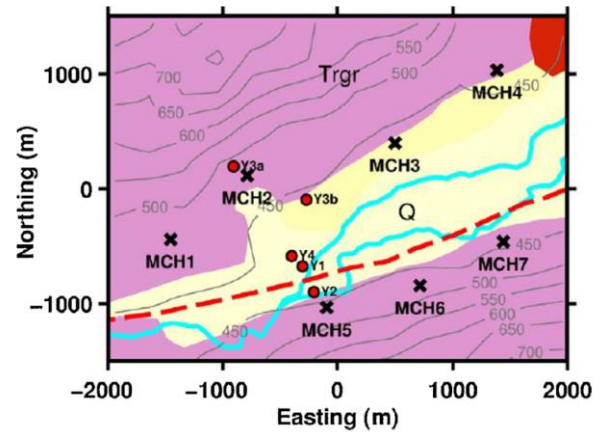 550
500
1000
Trgr
700
650
600
450
MCH4
MCH3
Y3a
MCH2
Northing (m)
0
450
Y3b
500
Q
MCH1
Y4
Y1
MCH7
450
Y2
MCH6
500
−1000
450
MCH5
550
600
650
700
−2000 −1000 0 1000 2000
Easting (m)